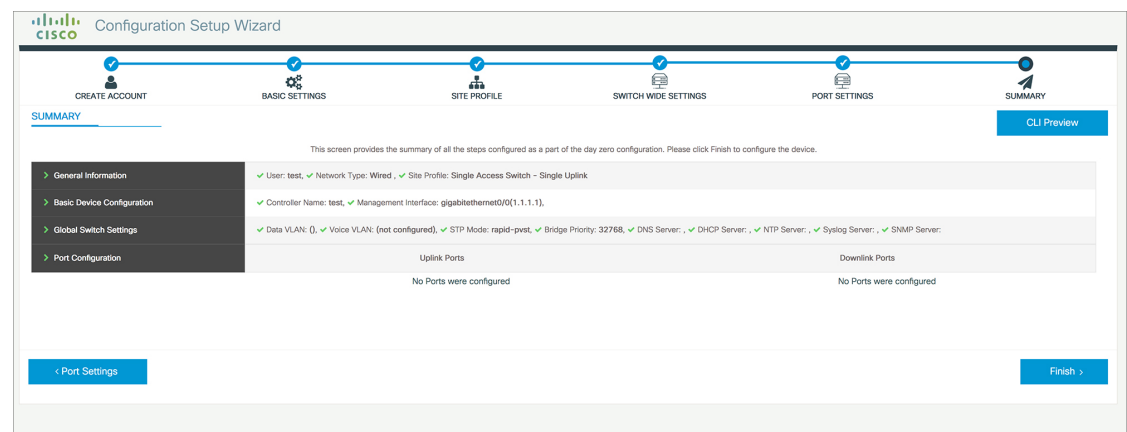 CISCO
Configuration Setup Wizard
CREATE ACCOUNT
BASIC SETTINGS
SITE PROFILE
SWITCH WIDE SETTINGS
PORT SETTINGS
SUMMARY
SUMMARY
CLI Preview
This screen provides the summary of all the steps configured as a part of the day zero configuration. Please click Finish to configure the device.
General Information
User: test, Network Type: Wired , Site Profile: Single Access Switch - Single Uplink
Basic Device Configuration
Controller Name: test, Management Interface: gigabitethernet0/0(1.1.1.1),
Global Switch Settings
Data VLAN: (), Voice VLAN: (not configured), STP Mode: rapid-pvst, Bridge Priority: 32768, DNS Server: , DHCP Server: , NTP Server: , Syslog Server: , SNMP Server:
Port Configuration
Uplink Ports
Downlink Ports
No Ports were configured
No Ports were configured
< Port Settings
Finish >